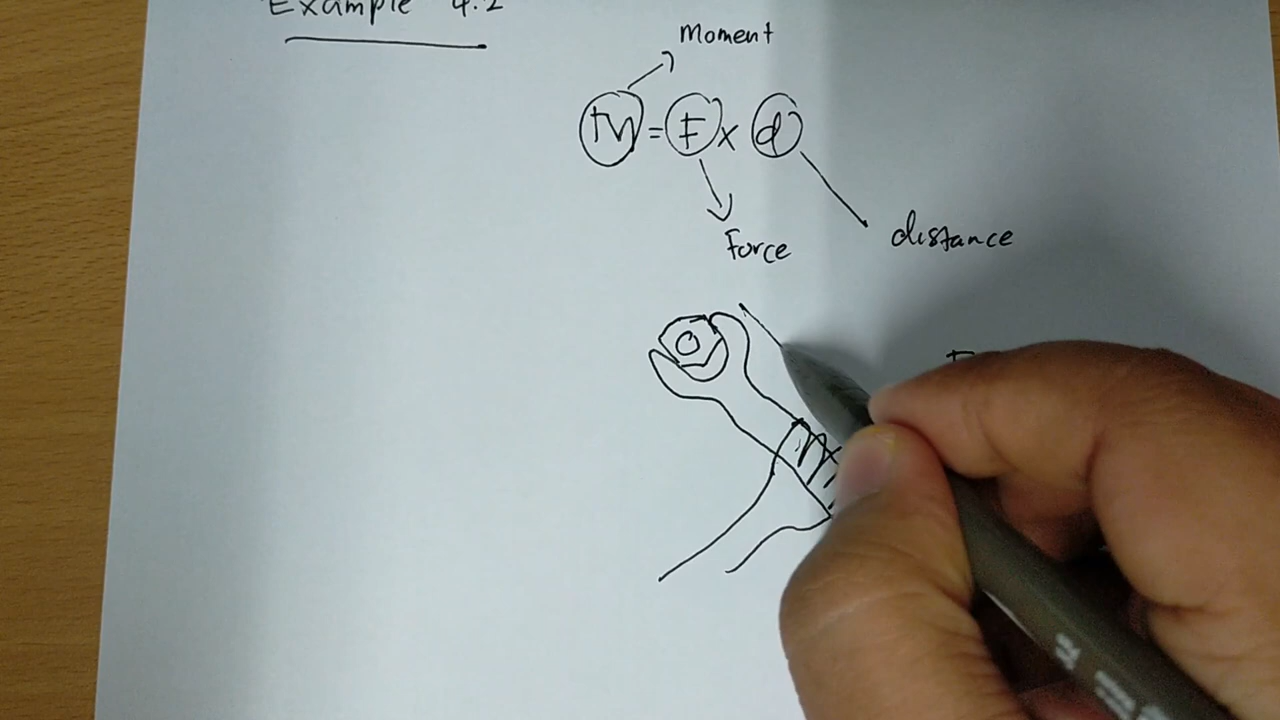 Example 4.2
Moment
M = F x d
Force
distance
F